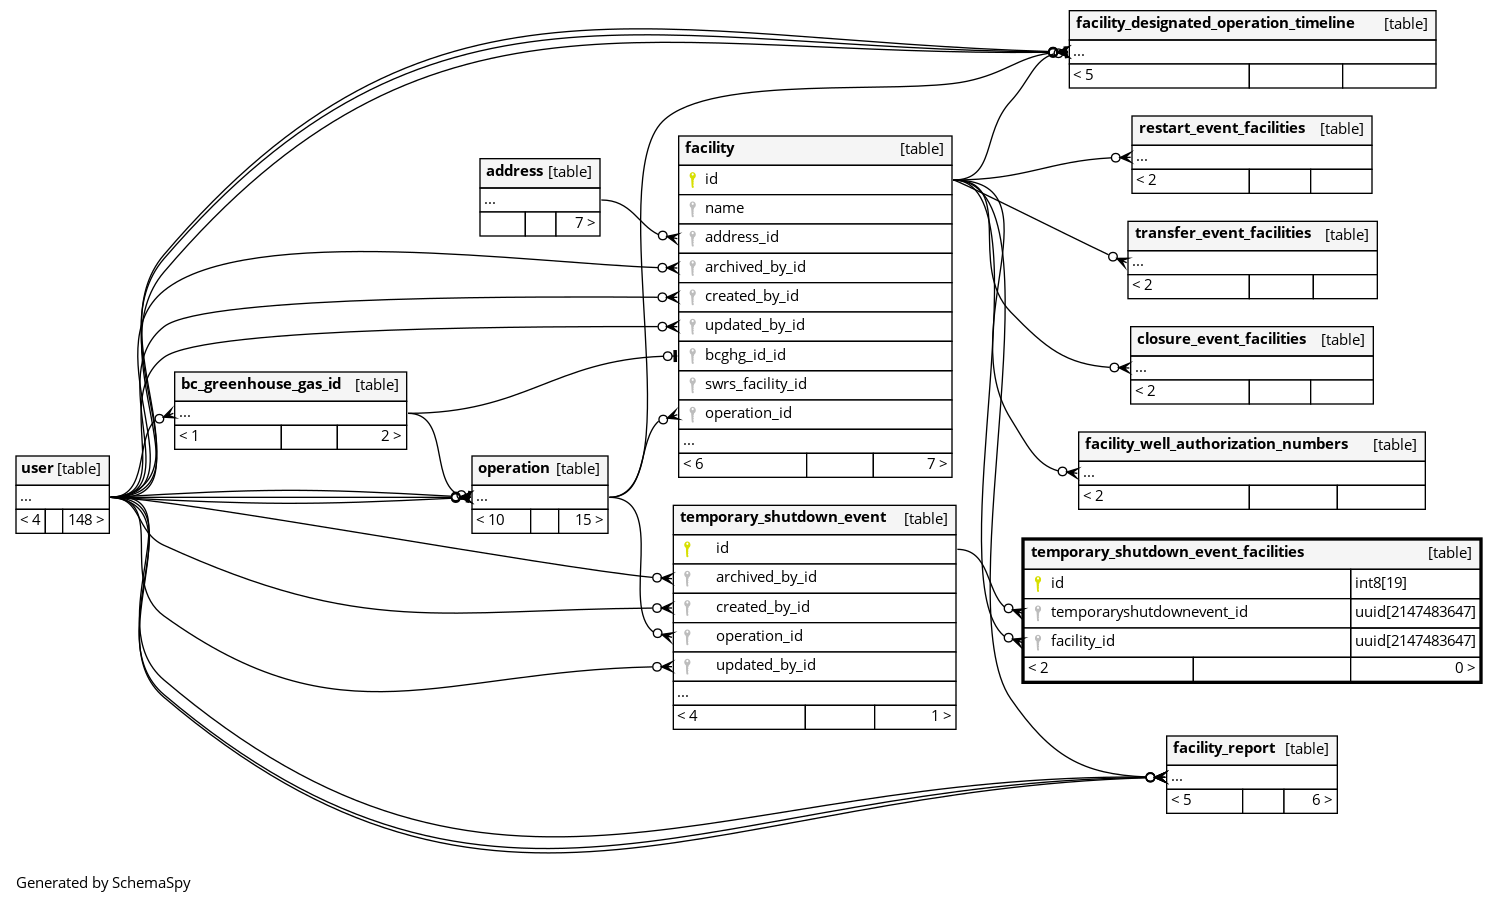 facility_designated_operation_timeline [table]
...
< 5
restart_event_facilities [table]
...
< 2
facility [table]
id
name
address_id
archived_by_id
created_by_id
updated_by_id
bcghg_id_id
swrs_facility_id
operation_id
...
< 6 7 >
address [table]
...
7 >
transfer_event_facilities [table]
...
< 2
closure_event_facilities [table]
...
< 2
bc_greenhouse_gas_id [table]
...
< 1 2 >
facility_well_authorization_numbers [table]
...
< 2
user [table]
...
< 4 148 >
operation [table]
...
< 10 15 >
temporary_shutdown_event [table]
id
archived_by_id
created_by_id
operation_id
updated_by_id
...
< 4 1 >
temporary_shutdown_event_facilities [table]
id int8[19]
temporaryshutdownevent_id uuid[2147483647]
facility_id uuid[2147483647]
< 2 0 >
facility_report [table]
...
< 5 6 >
Generated by SchemaSpy